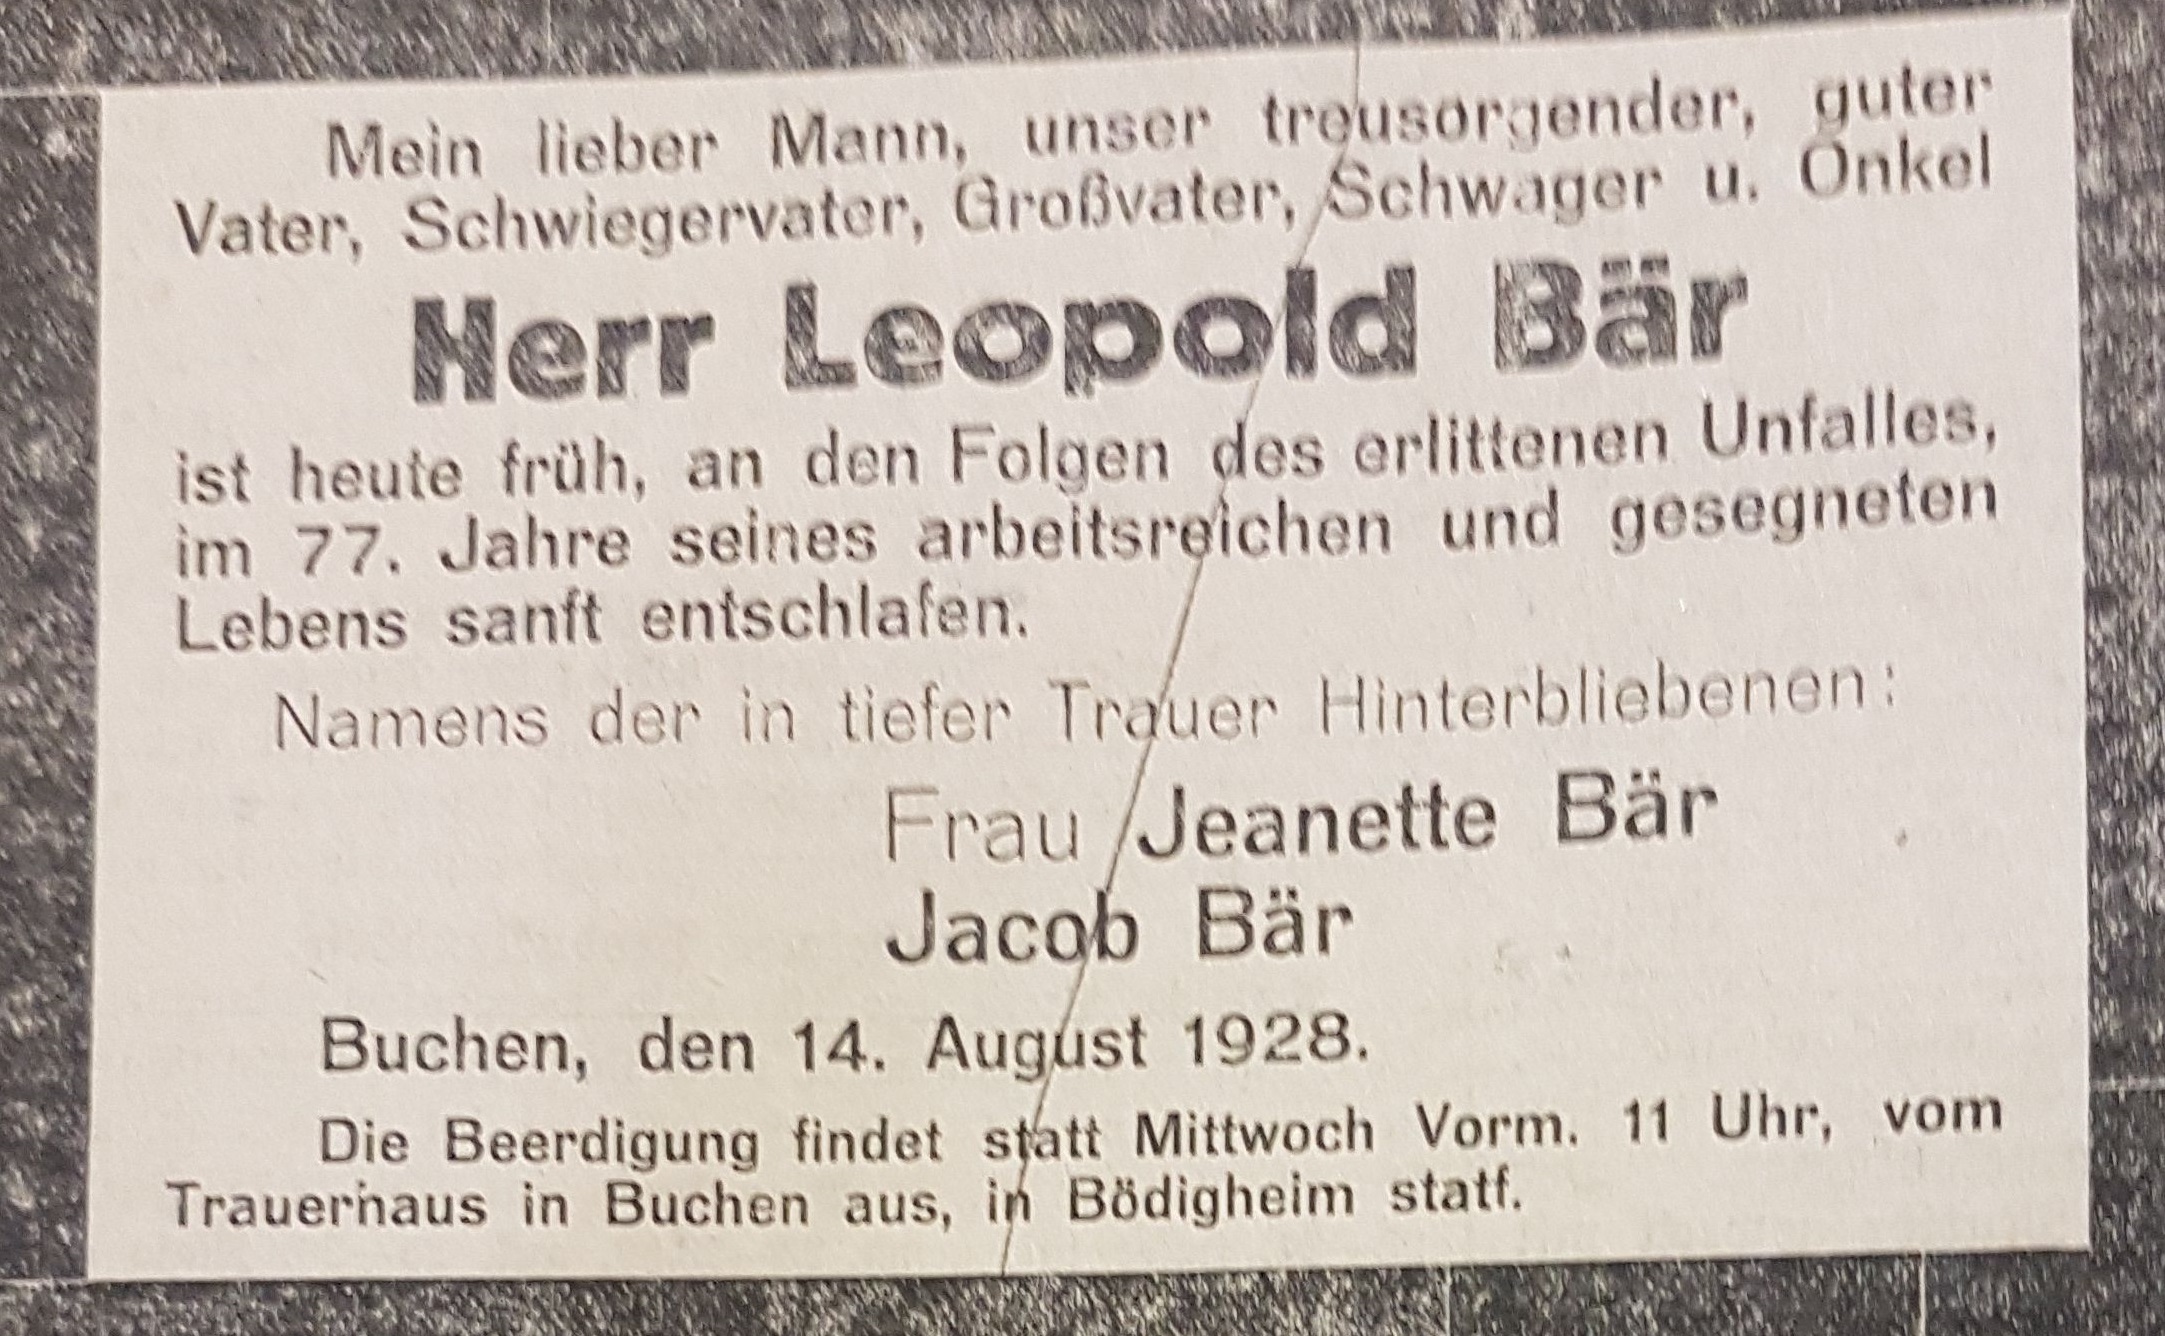 Mein lieber Mann, unser treusorgender, guter
Vater, Schwiegervater, Großvater, Schwager u. Onkel
Herr Leopold Bär
ist heute früh, an den Folgen des erlittenen Unfalles,
im 77. Jahre seines arbeitsreichen und gesegneten
Lebens sanft entschlafen.
Namens der in tiefer Trauer Hinterbliebenen:
Frau Jeanette Bär
Jacob Bär
Buchen, den 14. August 1928.
Die Beerdigung findet statt Mittwoch Vorm. 11 Uhr, vom
Trauerhaus in Buchen aus, in Bödigheim statt.